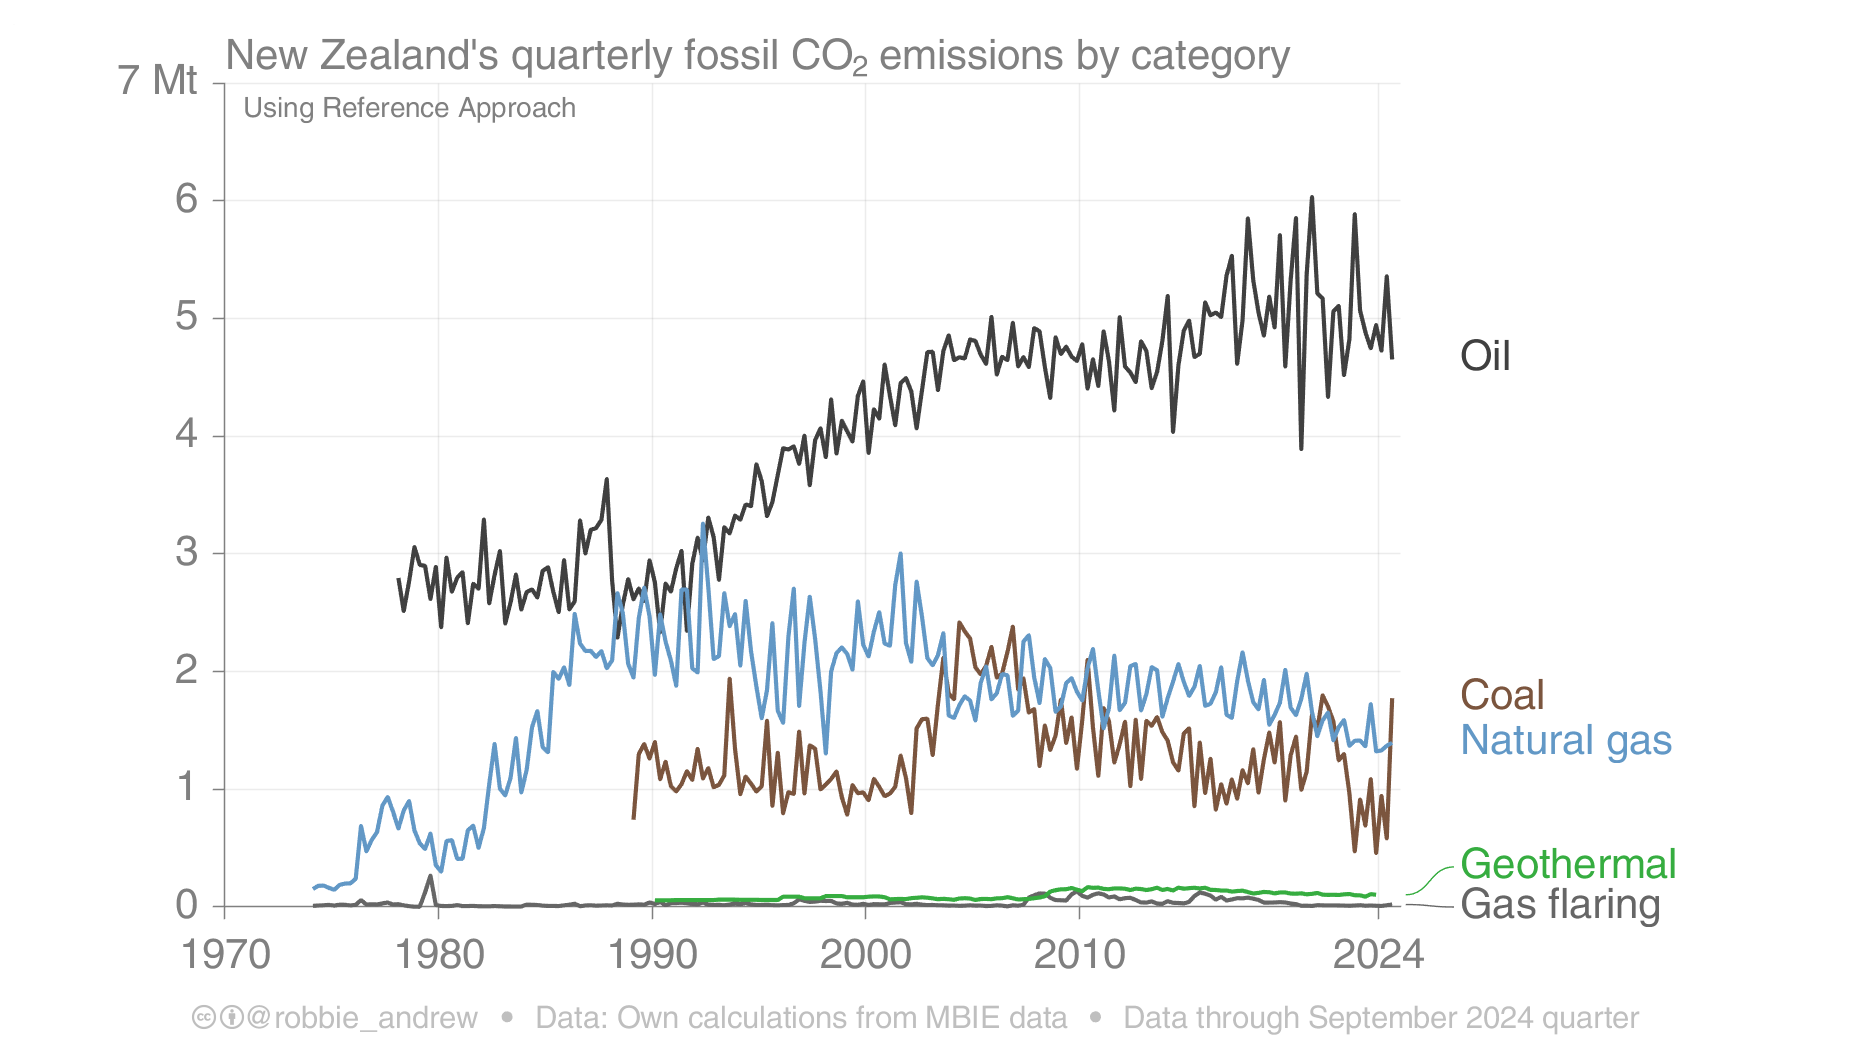 New Zealand's quarterly fossil CO₂ emissions by category
7 Mt
Using Reference Approach
6
5
4
3
2
1
0
Oil
Coal
Natural gas
Geothermal
Gas flaring
1970 1980 1990 2000 2010 2024
cc @robbie_andrew • Data: Own calculations from MBIE data • Data through September 2024 quarter